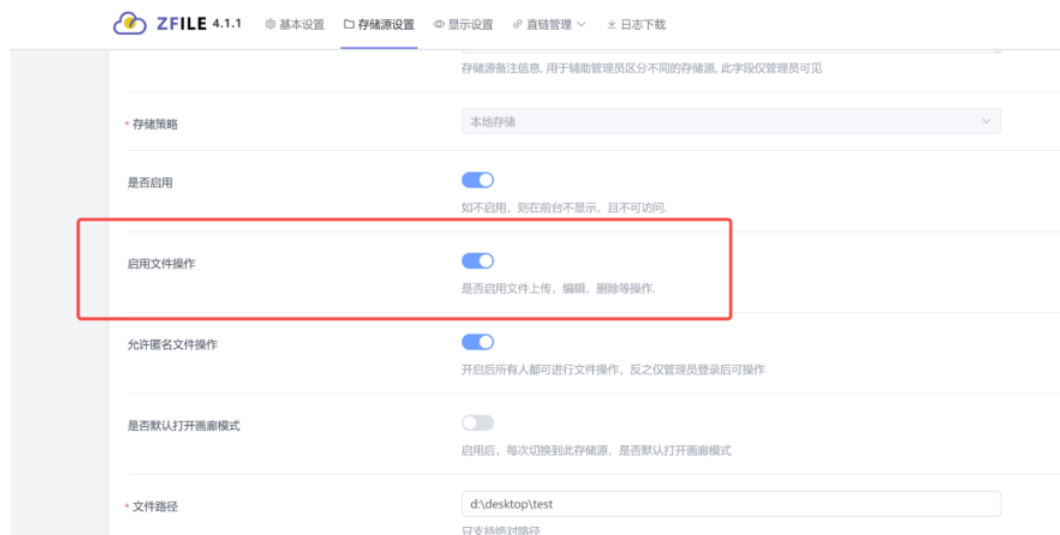 ZFILE 4.1.1 基本设置 存储源设置 显示设置 直链管理 日志下载
存储源备注信息, 用于辅助管理员区分不同的存储源, 此字段仅管理员可见
* 存储策略 本地存储
是否启用
如不启用，则在前台不显示，且不可访问.
启用文件操作
是否启用文件上传，编辑，删除等操作.
允许匿名文件操作
开启后所有人都可进行文件操作，反之仅管理员登录后可操作
是否默认打开画廊模式
启用后，每次切换到此存储源，是否默认打开画廊模式
* 文件路径 d:\desktop\test
只支持绝对路径